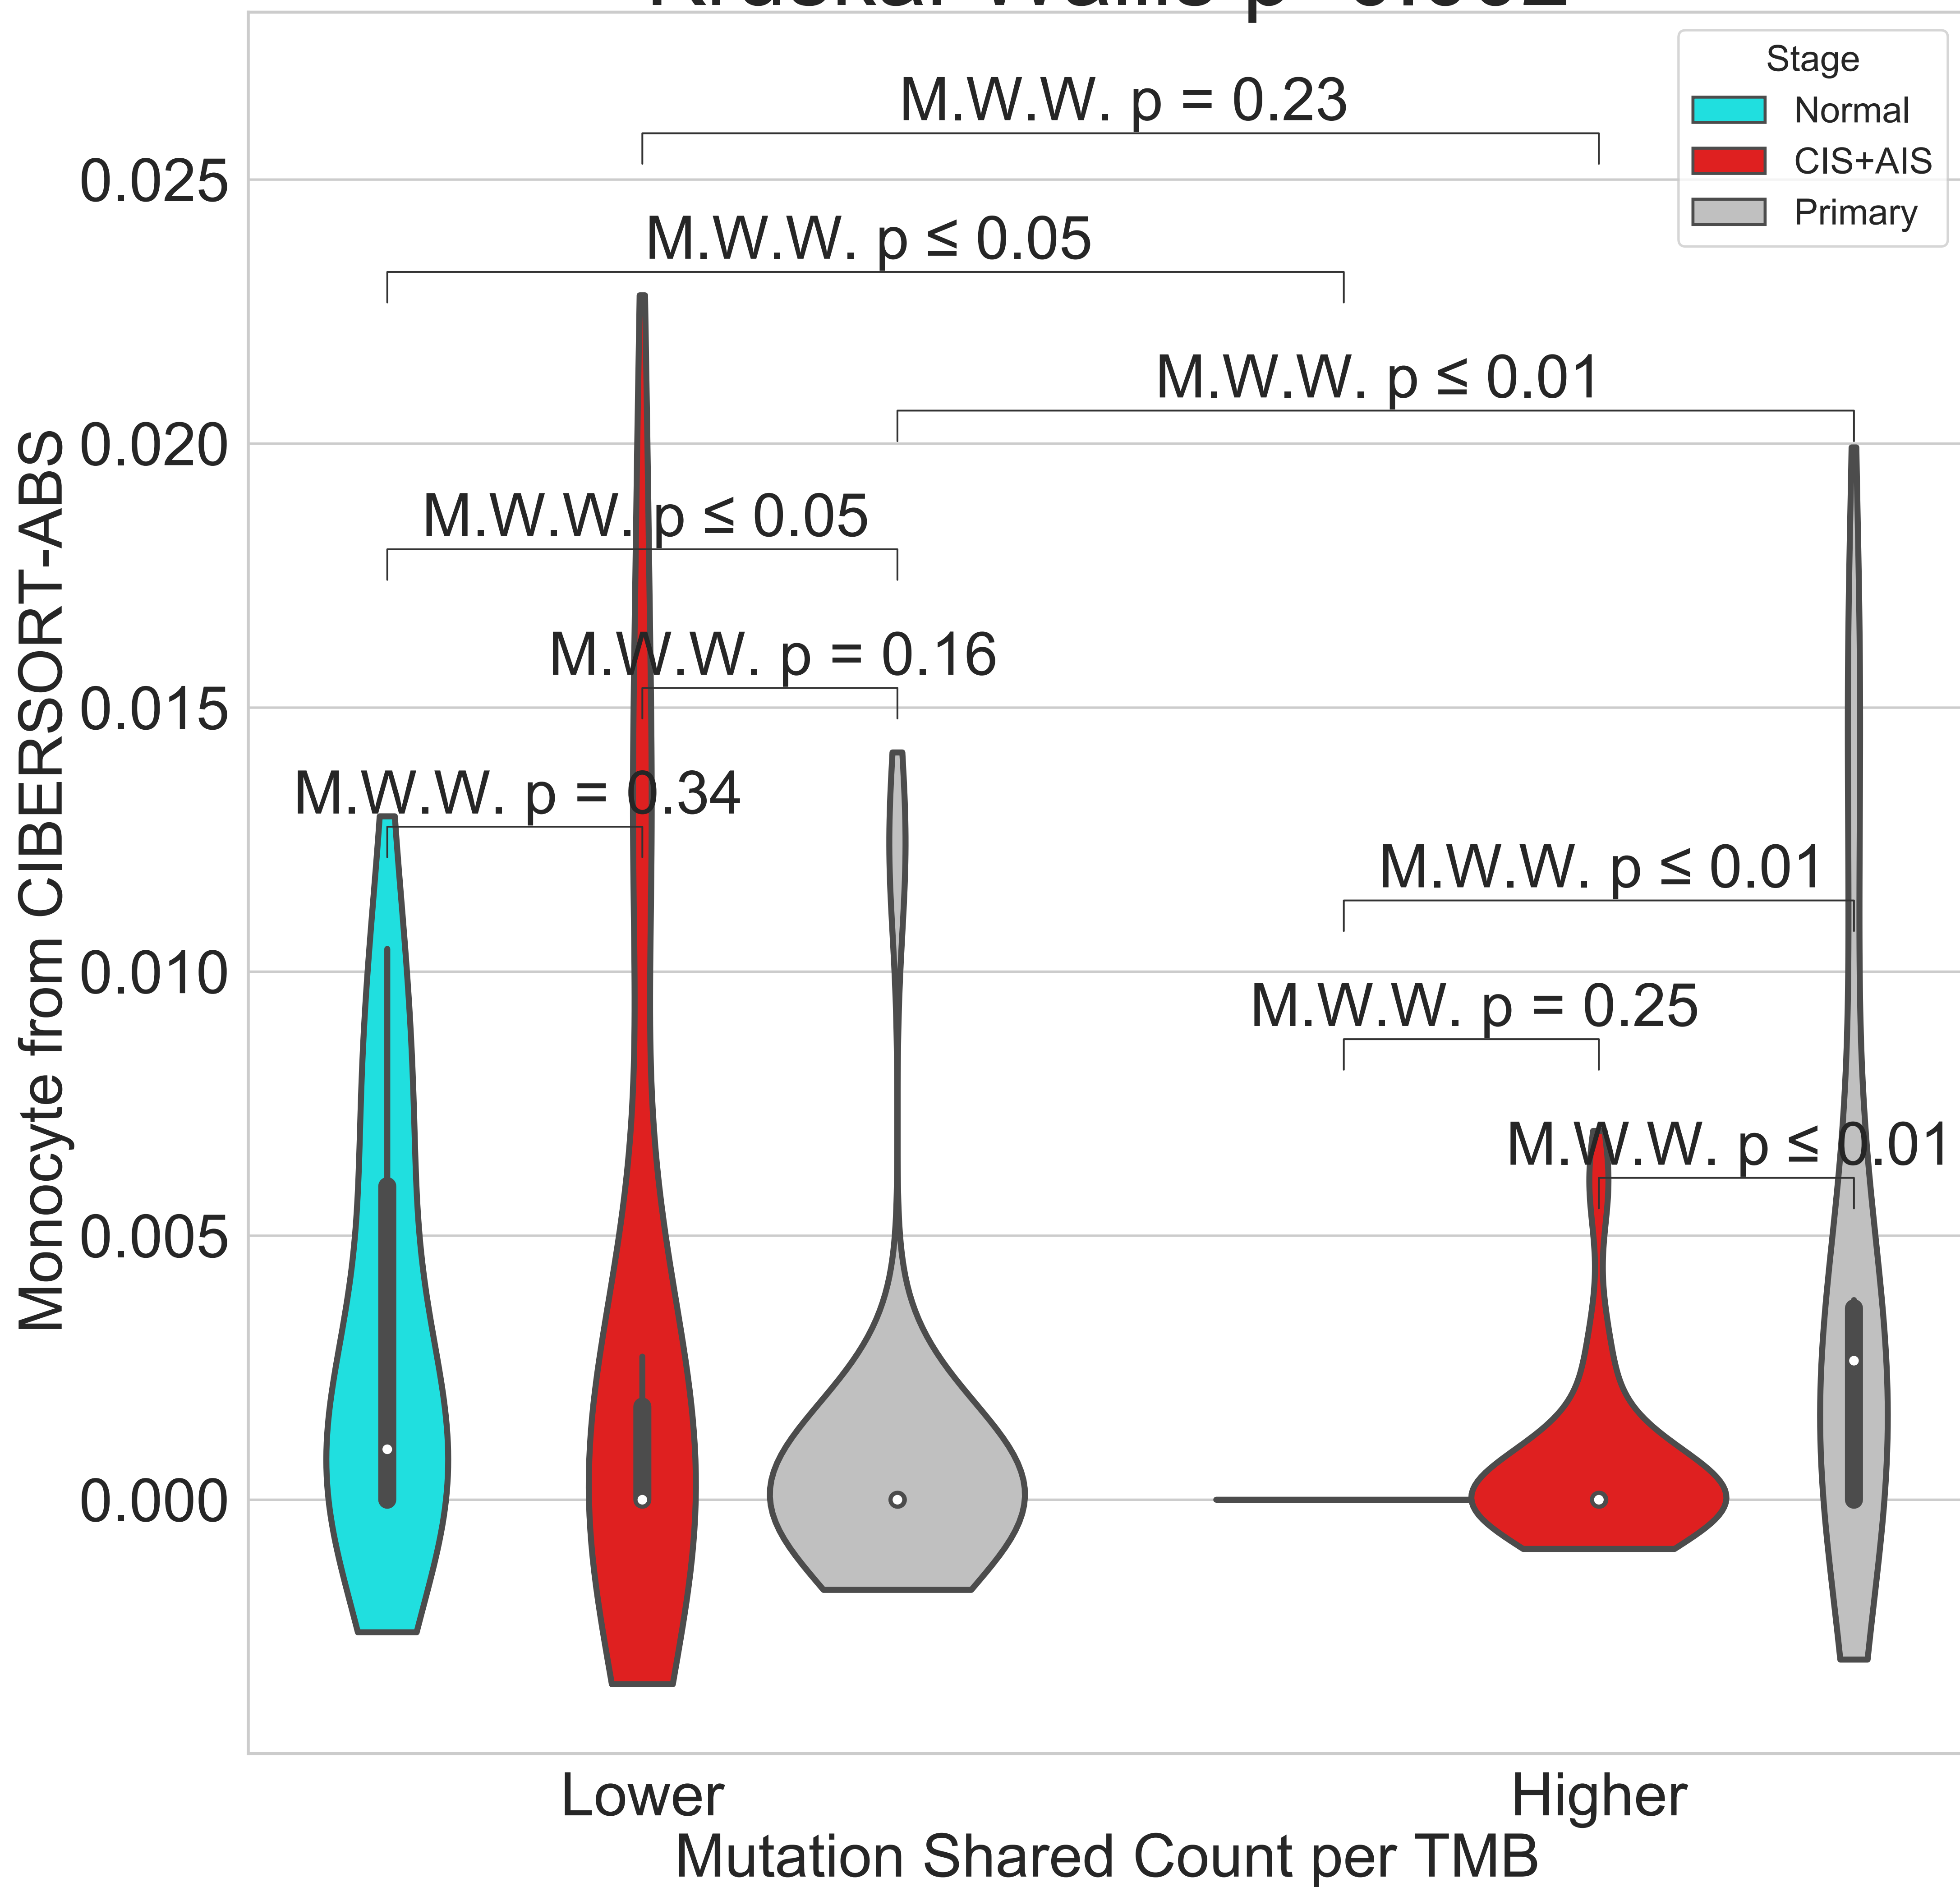 Stage
Normal
CIS+AIS
Primary
M.W.W. p = 0.23
M.W.W. p ≤ 0.05
M.W.W. p ≤ 0.01
M.W.W. p ≤ 0.05
M.W.W. p = 0.16
M.W.W. p = 0.34
M.W.W. p ≤ 0.01
M.W.W. p = 0.25
M.W.W. p ≤ 0.01
Monocyte from CIBERSORT-ABS
0.025
0.020
0.015
0.010
0.005
0.000
Lower
Higher
Mutation Shared Count per TMB